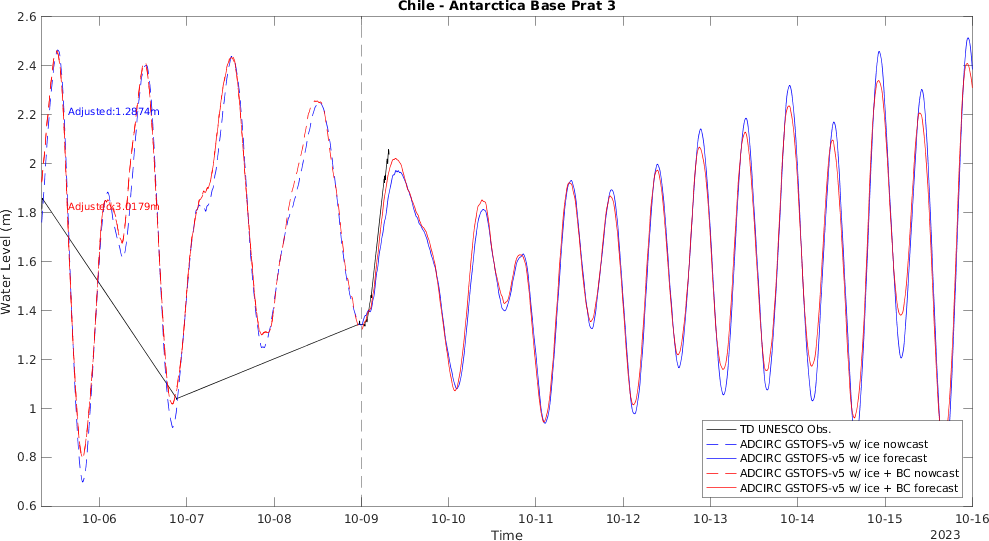 Chile - Antarctica Base Prat 3
Water Level (m)
2.6
2.4
2.2
2
1.8
1.6
1.4
1.2
1
0.8
0.6
Adjusted:1.2874m
Adjusted:3.0179m
TD UNESCO Obs.
ADCIRC GSTOFS-v5 w/ ice nowcast
ADCIRC GSTOFS-v5 w/ ice forecast
ADCIRC GSTOFS-v5 w/ ice + BC nowcast
ADCIRC GSTOFS-v5 w/ ice + BC forecast
10-06 10-07 10-08 10-09 10-10 10-11 10-12 10-13 10-14 10-15 10-16
Time
2023